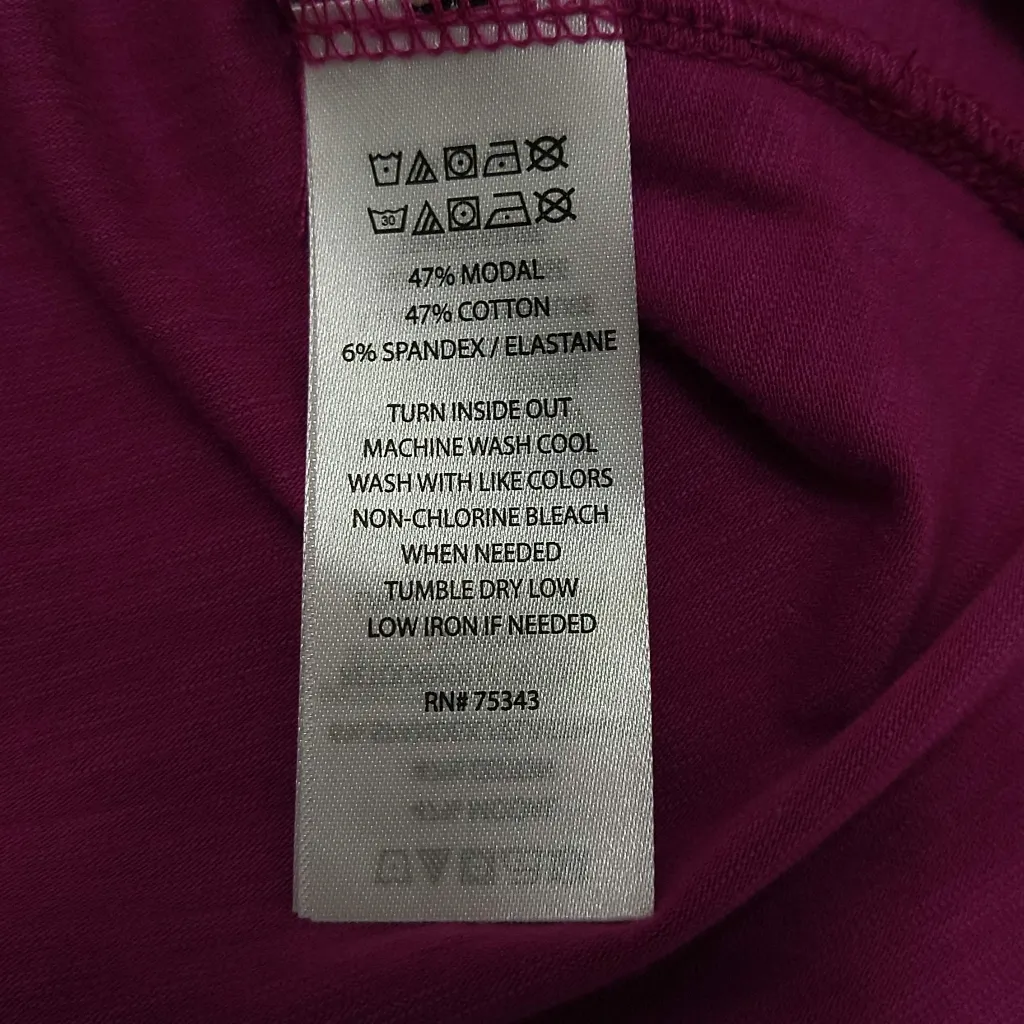 30
47% MODAL
47% COTTON
6% SPANDEX / ELASTANE
TURN INSIDE OUT
MACHINE WASH COOL
WASH WITH LIKE COLORS
NON-CHLORINE BLEACH
WHEN NEEDED
TUMBLE DRY LOW
LOW IRON IF NEEDED
RN# 75343